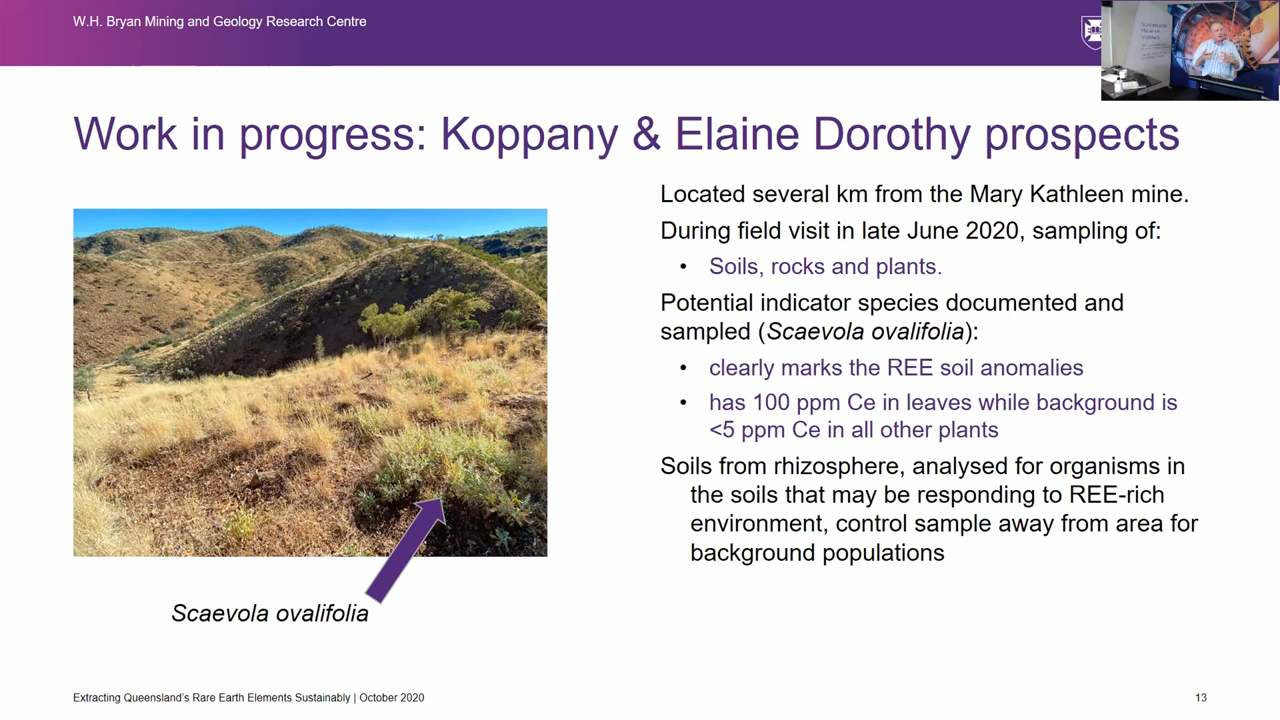 W.H. Bryan Mining and Geology Research Centre
Work in progress: Koppany & Elaine Dorothy prospects
Located several km from the Mary Kathleen mine.
During field visit in late June 2020, sampling of:
• Soils, rocks and plants.
Potential indicator species documented and
sampled (Scaevola ovalifolia):
• clearly marks the REE soil anomalies
• has 100 ppm Ce in leaves while background is
<5 ppm Ce in all other plants
Soils from rhizosphere, analysed for organisms in
the soils that may be responding to REE-rich
environment, control sample away from area for
background populations
Scaevola ovalifolia
Extracting Queensland's Rare Earth Elements Sustainably | October 2020
13